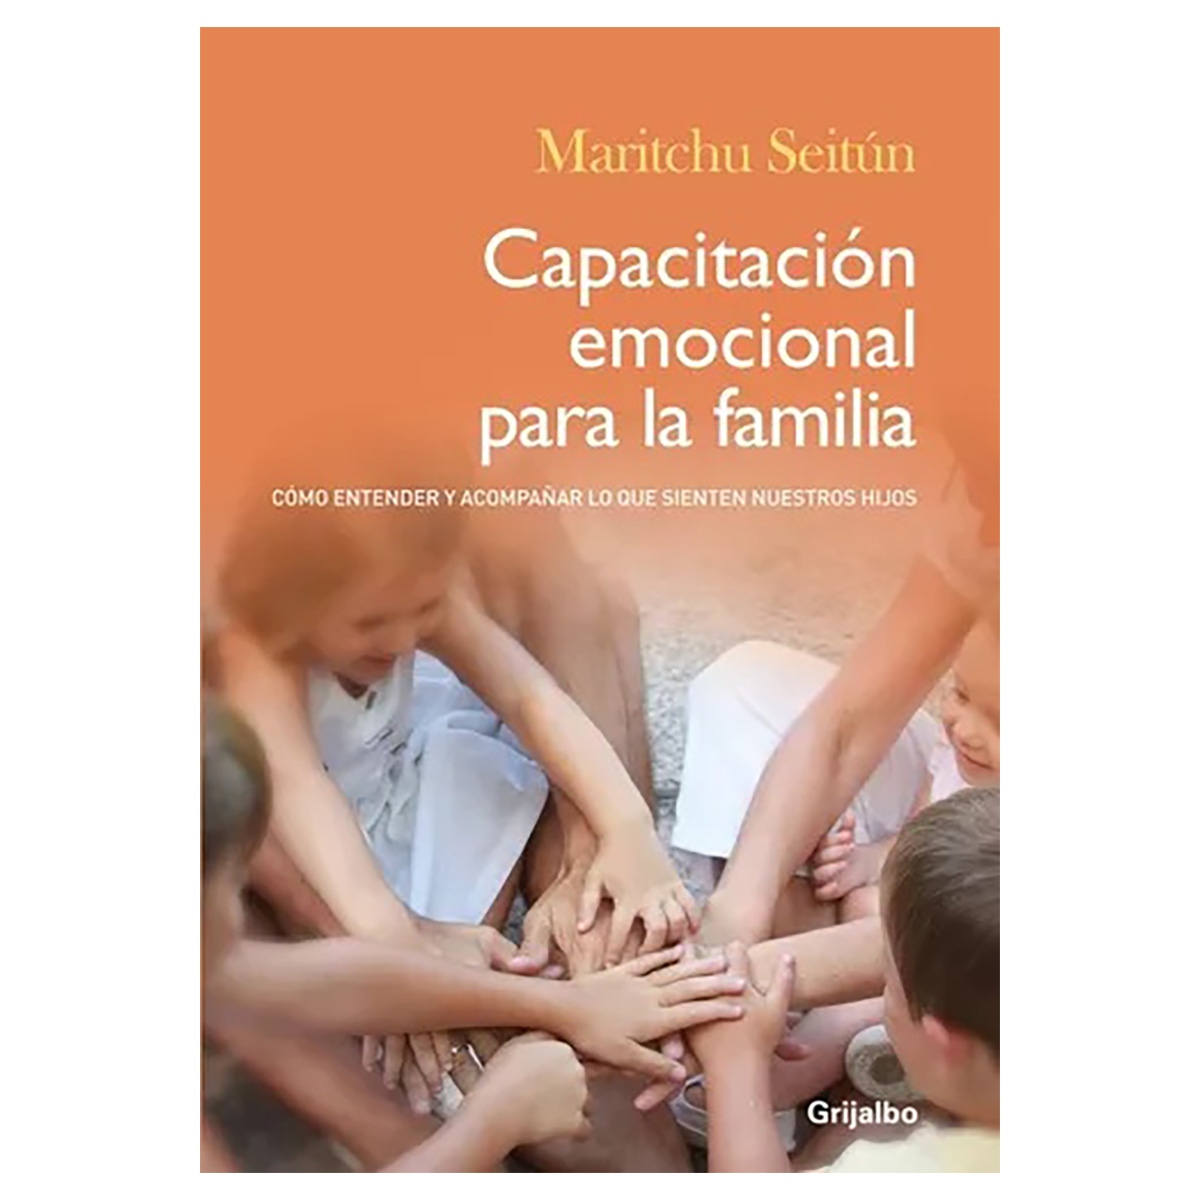 Maritchu Seitún
Capacitación
emocional
para la familia
CÓMO ENTENDER Y ACOMPAÑAR LO QUE SIENTEN NUESTROS HIJOS
Grijalbo